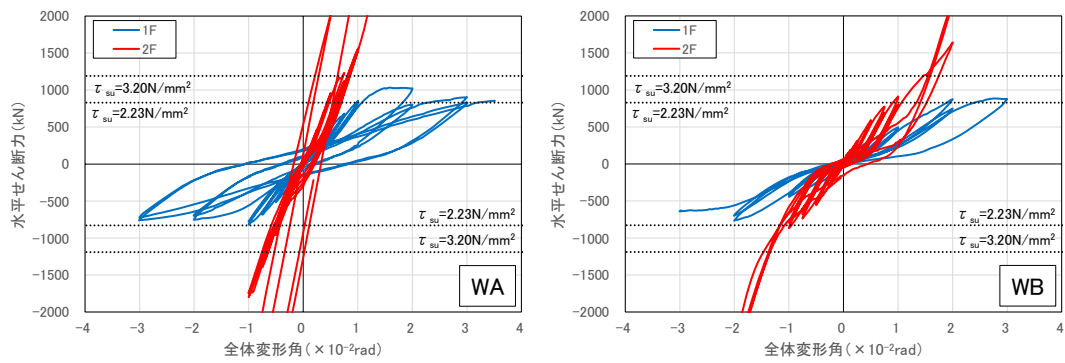 2000
1500
1000
500
0
-500
-1000
-1500
-2000
-4
-3
-2
-1
0
1
2
3
4
水平せん断力(kN)
全体変形角(×10⁻²rad)
1F
2F
τsu=3.20N/mm²
τsu=2.23N/mm²
τsu=2.23N/mm²
τsu=3.20N/mm²
WA
2000
1500
1000
500
0
-500
-1000
-1500
-2000
-4
-3
-2
-1
0
1
2
3
4
水平せん断力(kN)
全体変形角(×10⁻²rad)
1F
2F
τsu=3.20N/mm²
τsu=2.23N/mm²
τsu=2.23N/mm²
τsu=3.20N/mm²
WB